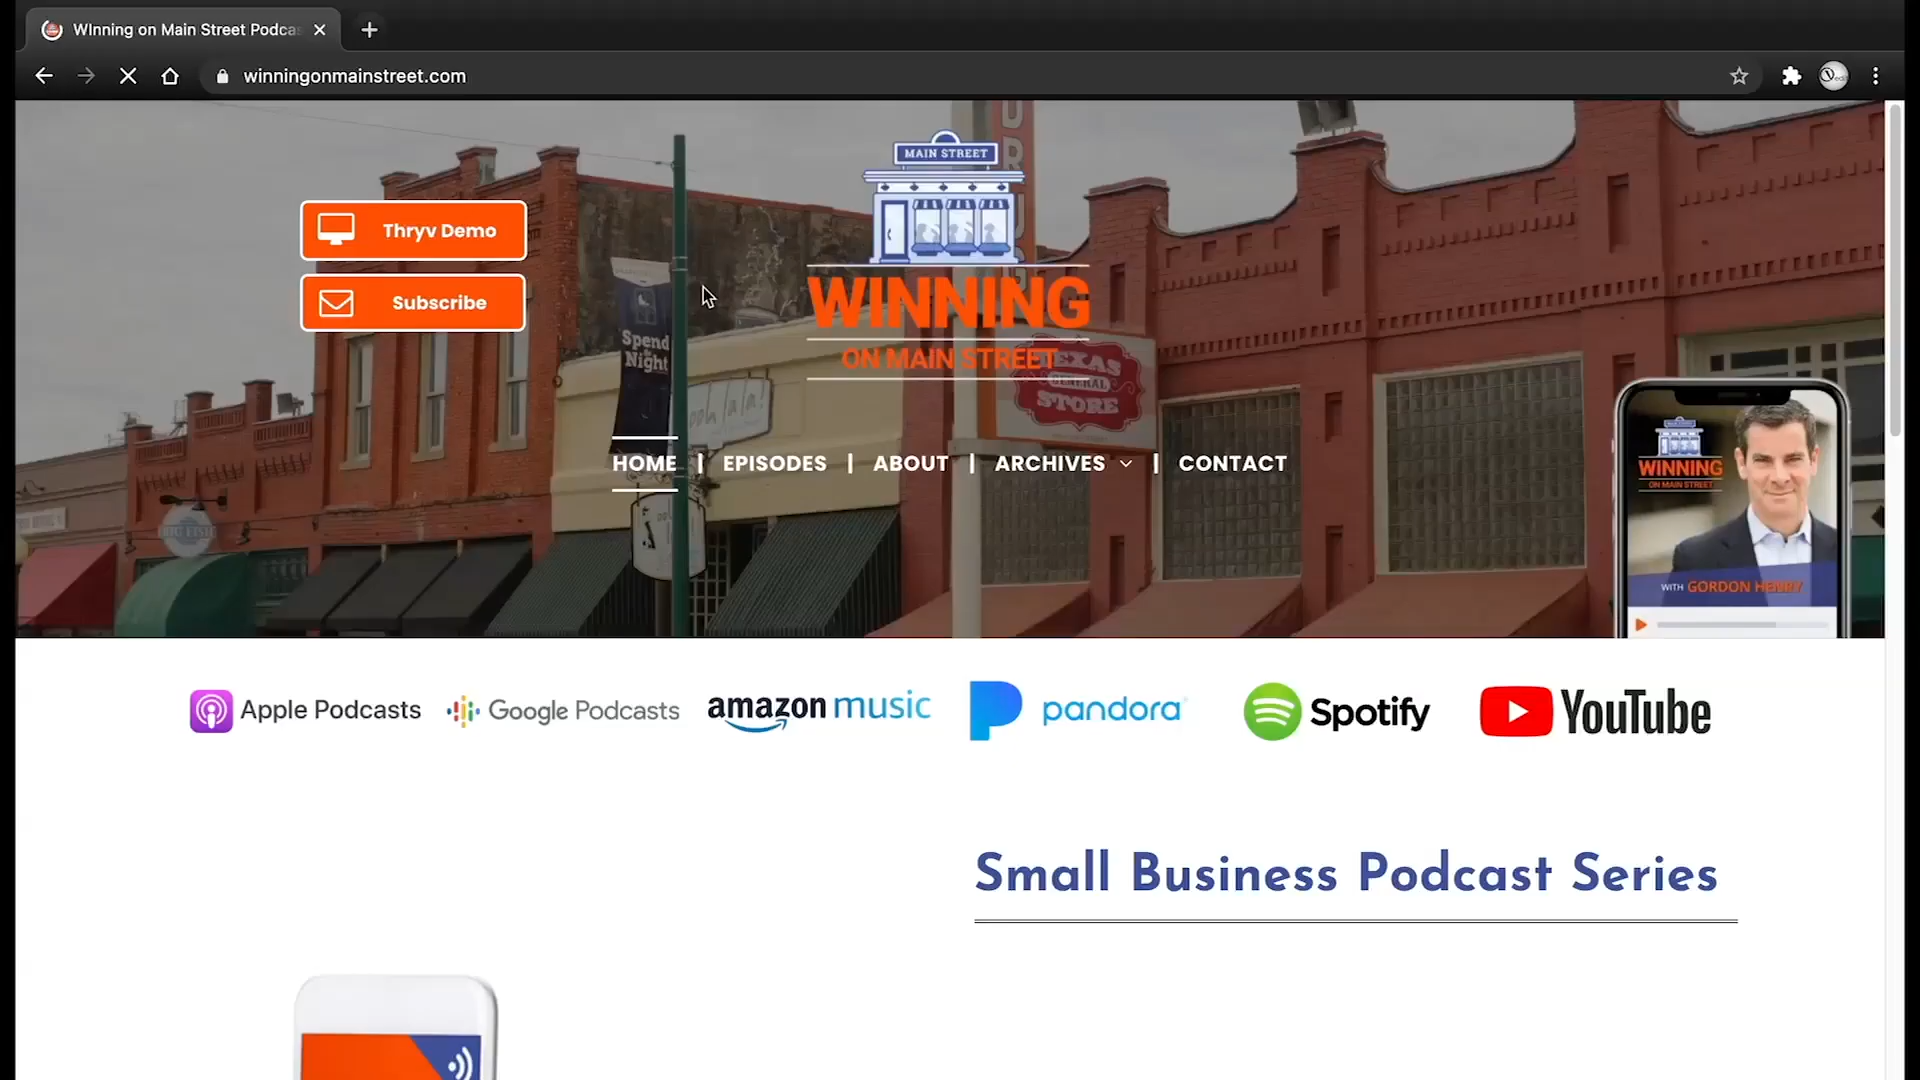 WInning on Main Street Podca
winningonmainstreet.com
MAIN STREET
Thryv Demo
WINNING
Subscribe
ON MAIN STREET
Spend
Night
TEXAS
GENERAL
STORE
HOME | EPISODES | ABOUT | ARCHIVES | CONTACT
WINNING
ON MAIN STREET
WITH GORDON HENRY
Apple Podcasts
Google Podcasts
amazon music
pandora
Spotify
YouTube
Small Business Podcast Series